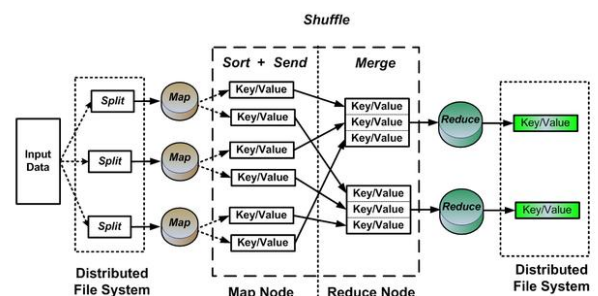 Shuffle
Sort + Send
Merge
Input
Data
Split
Split
Split
Map
Map
Map
Key/Value
Key/Value
Key/Value
Key/Value
Key/Value
Key/Value
Key/Value
Key/Value
Key/Value
Key/Value
Key/Value
Key/Value
Reduce
Reduce
Key/Value
Key/Value
Distributed
File System
Map Node
Reduce Node
Distributed
File System